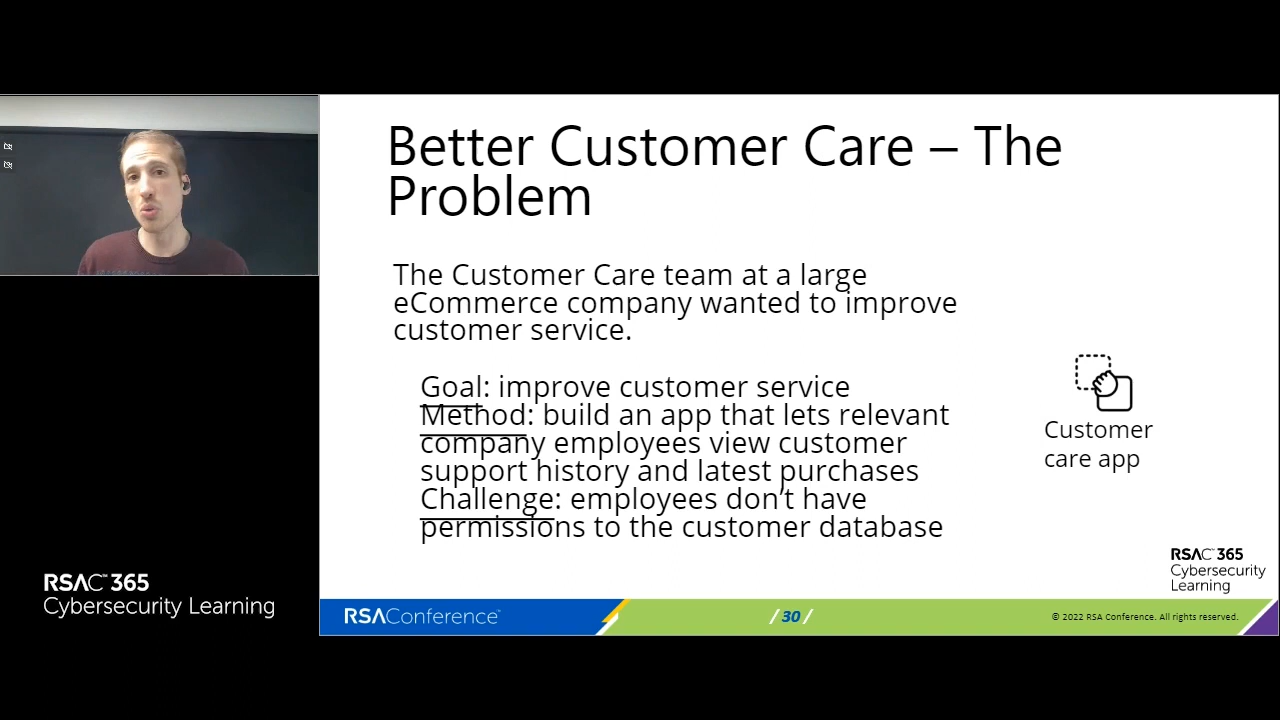 Better Customer Care – The
Problem
The Customer Care team at a large
eCommerce company wanted to improve
customer service.
Goal: improve customer service
Method: build an app that lets relevant
company employees view customer
support history and latest purchases
Challenge: employees don't have
permissions to the customer database
Customer
care app
RSAC™ 365
Cybersecurity
Learning
RSAC™ 365
Cybersecurity Learning
RSAConference™
/ 30 /
© 2022 RSA Conference. All rights reserved.